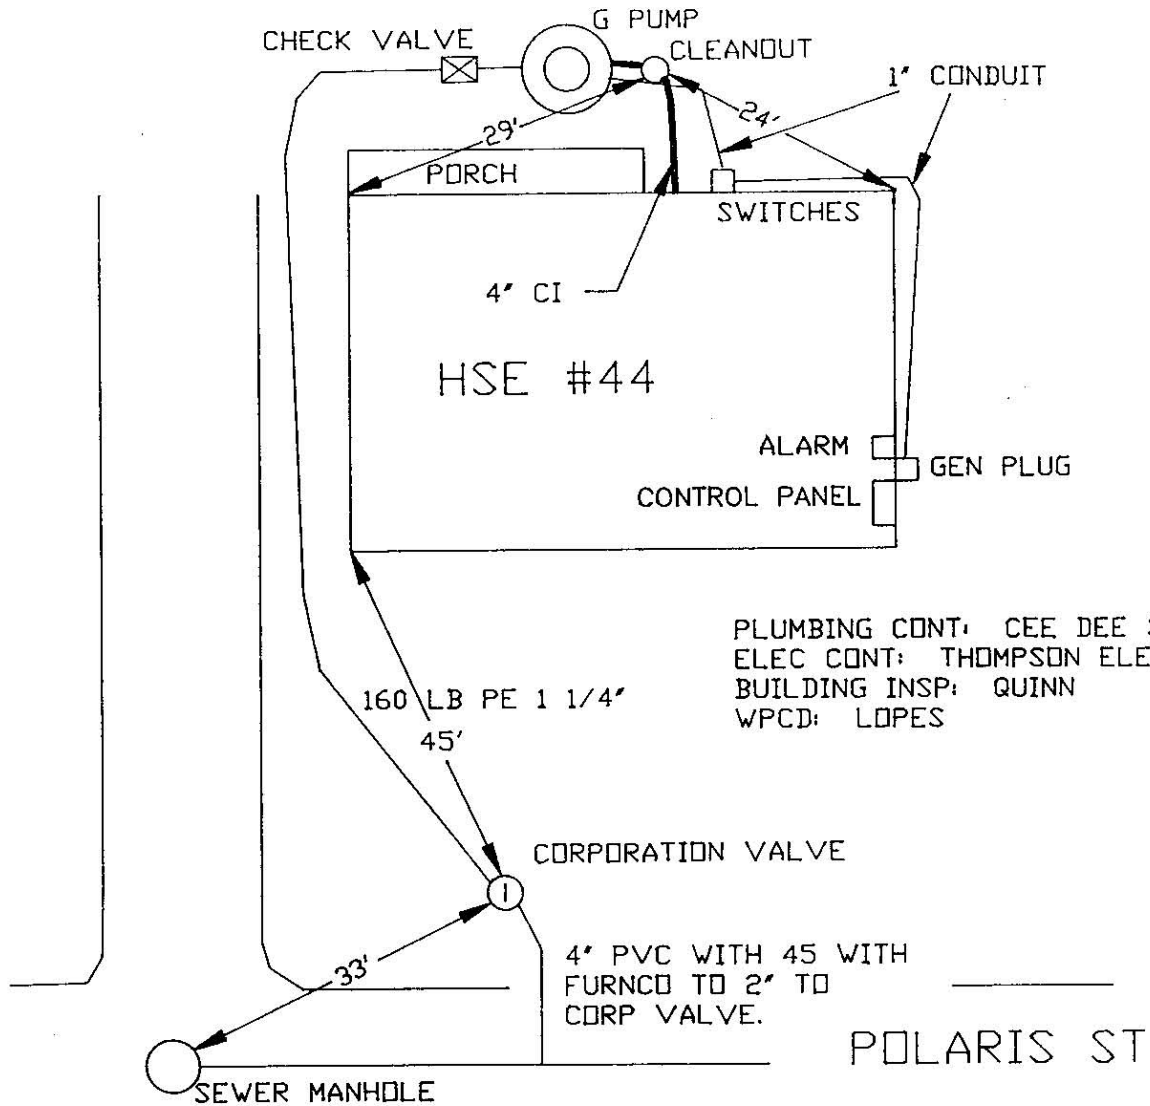 G PUMP
CHECK VALVE
CLEANOUT
1" CONDUIT
29'
24'
PORCH
SWITCHES
4" CI
HSE #44
ALARM
GEN PLUG
CONTROL PANEL
PLUMBING CONT: CEE DEE
ELEC CONT: THOMPSON ELE
BUILDING INSP: QUINN
WPCD: LOPES
160 LB PE 1 1/4"
45'
CORPORATION VALVE
33'
4" PVC WITH 45 WITH
FURNCO TO 2" TO
CORP VALVE.
POLARIS ST
SEWER MANHOLE